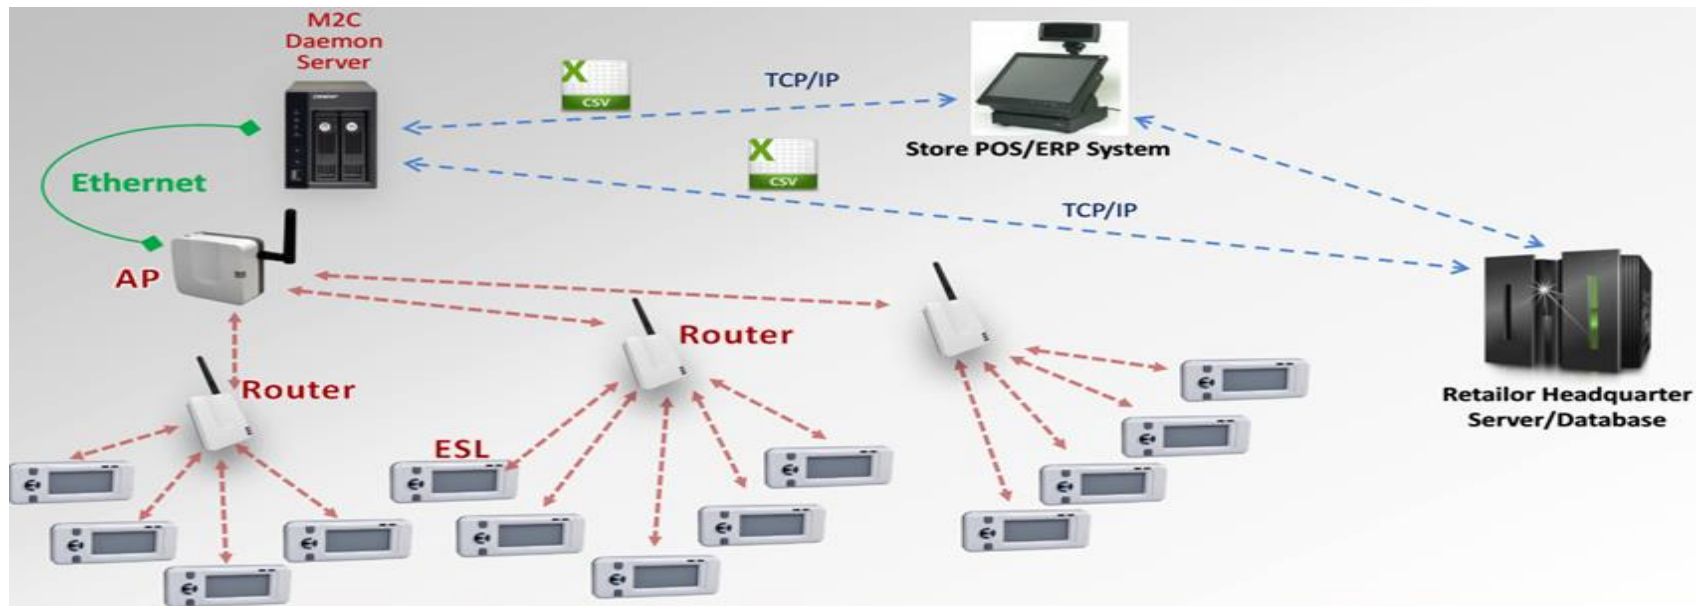 M2C
Daemon
Server
X
CSV
TCP/IP
Store POS/ERP System
X
CSV
Ethernet
TCP/IP
AP
Router
Router
Retailor Headquarter
Server/Database
ESL